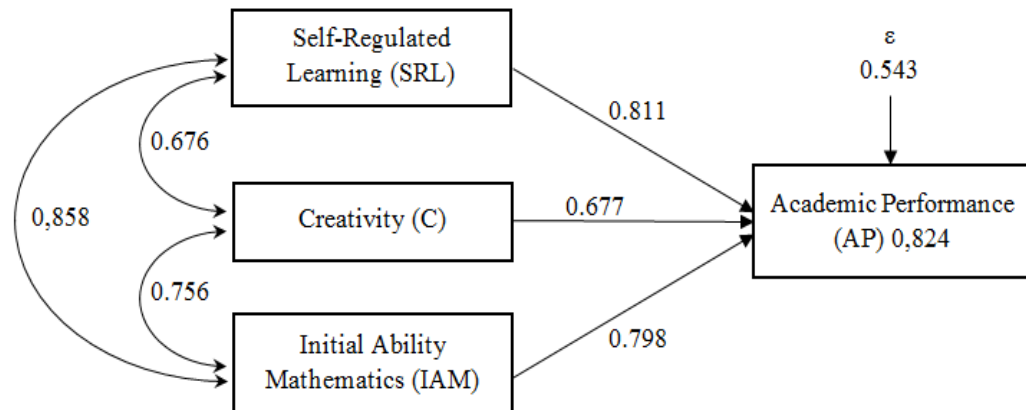 Self-Regulated
Learning (SRL)
ε
0.543
0.811
0.676
Creativity (C)
0.677
Academic Performance
(AP) 0,824
0,858
0.756
Initial Ability
Mathematics (IAM)
0.798